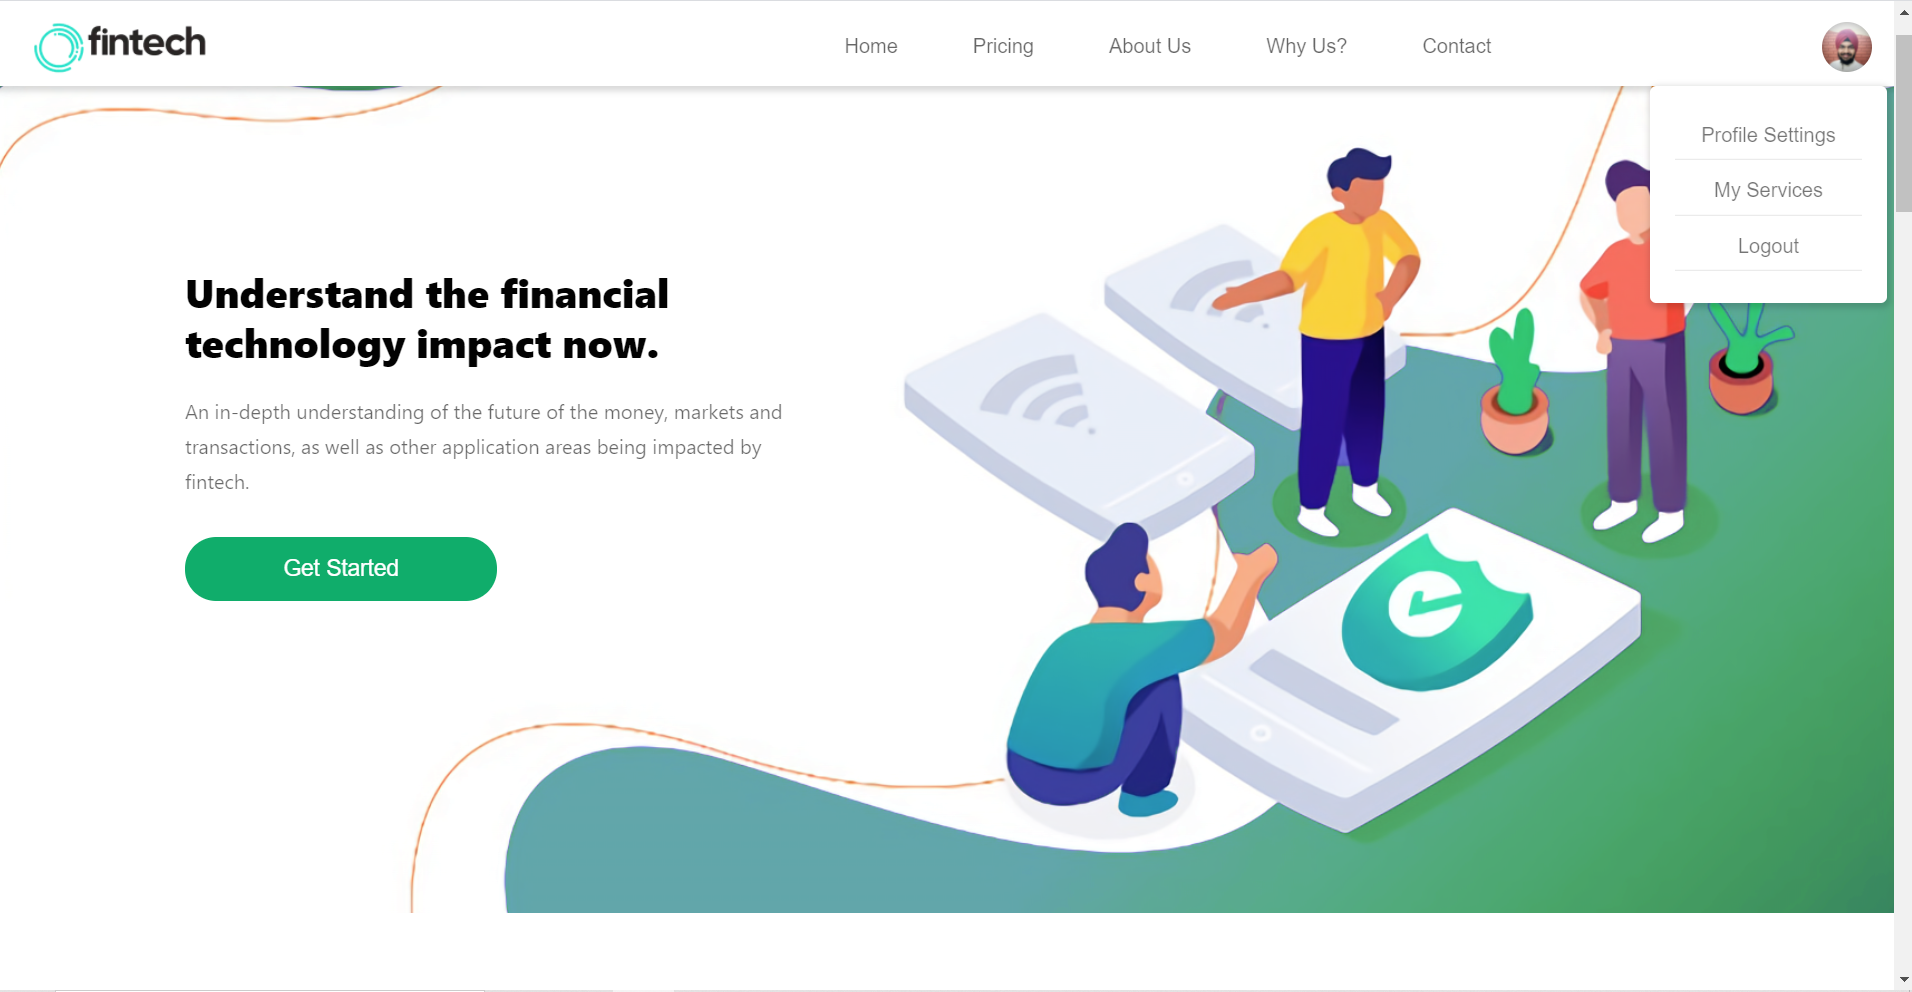 fintech
Home
Pricing
About Us
Why Us?
Contact
Profile Settings
My Services
Logout
Understand the financial
technology impact now.
An in-depth understanding of the future of the money, markets and
transactions, as well as other application areas being impacted by
fintech.
Get Started